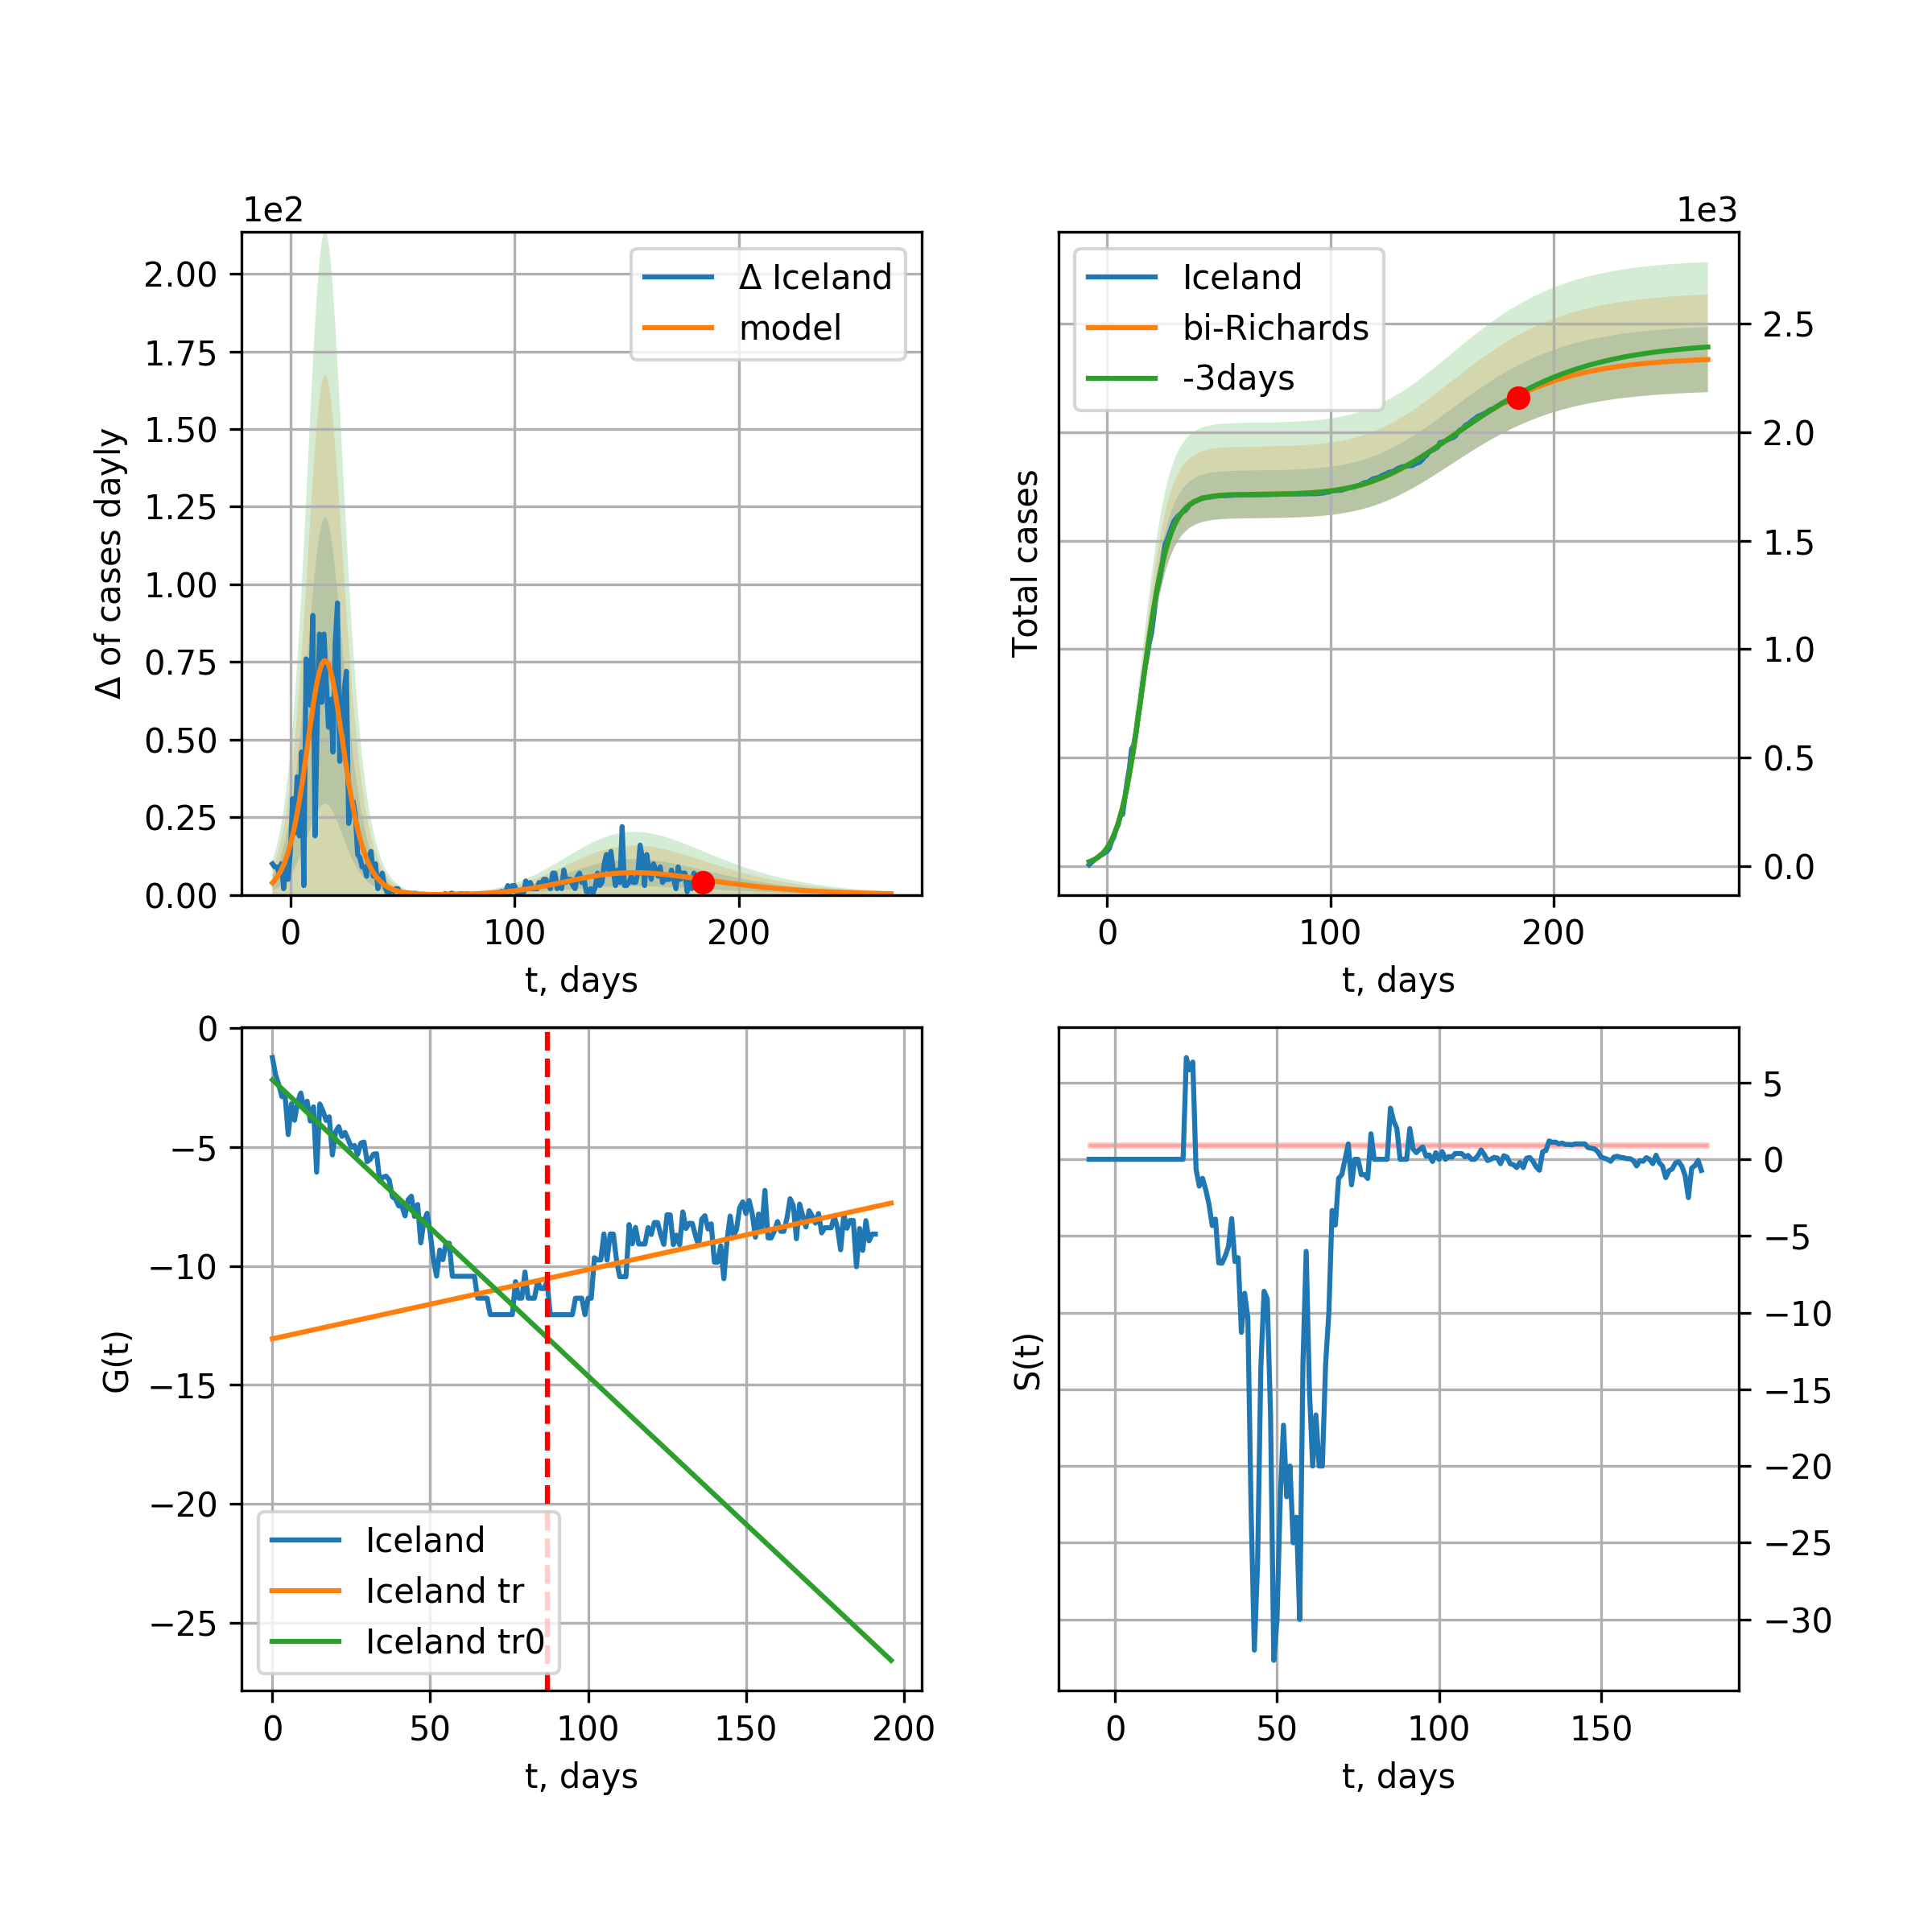 1e2
Δ of cases dayly
2.00
1.75
1.50
1.25
1.00
0.75
0.50
0.25
0.00
0 100 200
t, days
Δ Iceland
model
1e3
Total cases
2.5
2.0
1.5
1.0
0.5
0.0
0 100 200
t, days
Iceland
bi-Richards
-3days
G(t)
0
−5
−10
−15
−20
−25
0 50 100 150 200
t, days
Iceland
Iceland tr
Iceland tr0
S(t)
5
0
−5
−10
−15
−20
−25
−30
0 50 100 150
t, days